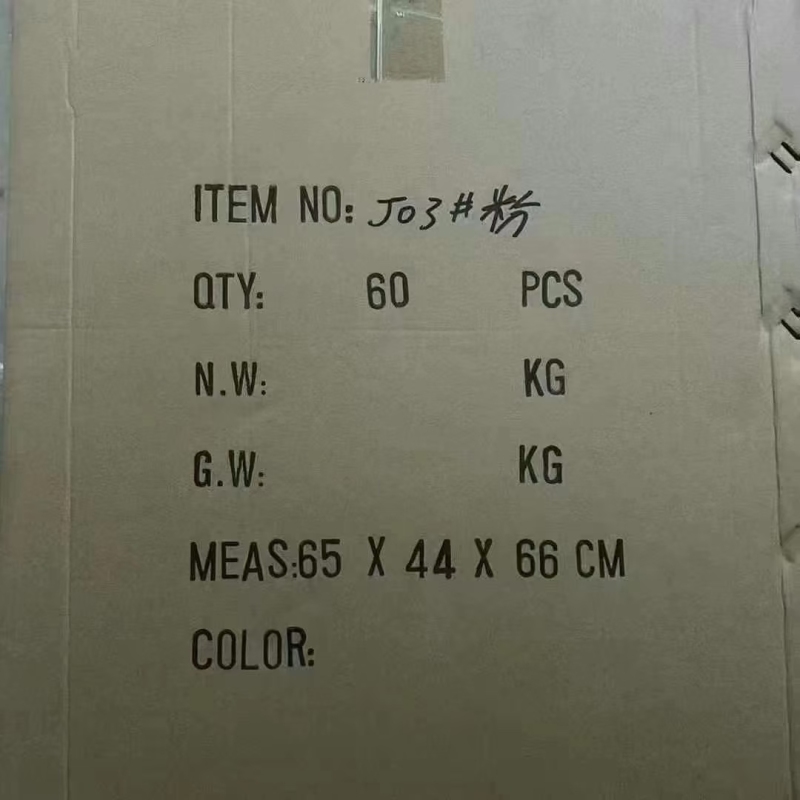 ITEM NO: J03#粉
QTY: 60 PCS
N.W: KG
G.W: KG
MEAS:65 X 44 X 66 CM
COLOR: